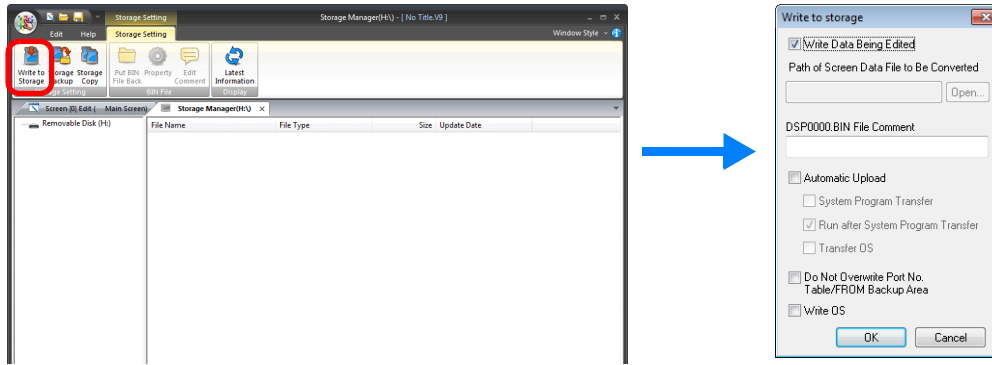 Storage Setting
Storage Manager(H:\) - [ No Title.V9 ]
Edit
Help
Storage Setting
Window Style
Write to Storage
Storage Backup
Storage Copy
Put BIN File Back
Property
Edit Comment
Latest Information
Storage Setting
BIN File
Display
Screen [0] Edit ( Main Screen)
Storage Manager(H:\)
Removable Disk (H:)
File Name
File Type
Size
Update Date
Write to storage
Write Data Being Edited
Path of Screen Data File to Be Converted
Open...
DSP0000.BIN File Comment
Automatic Upload
System Program Transfer
Run after System Program Transfer
Transfer OS
Do Not Overwrite Port No.
Table/FROM Backup Area
Write OS
OK
Cancel